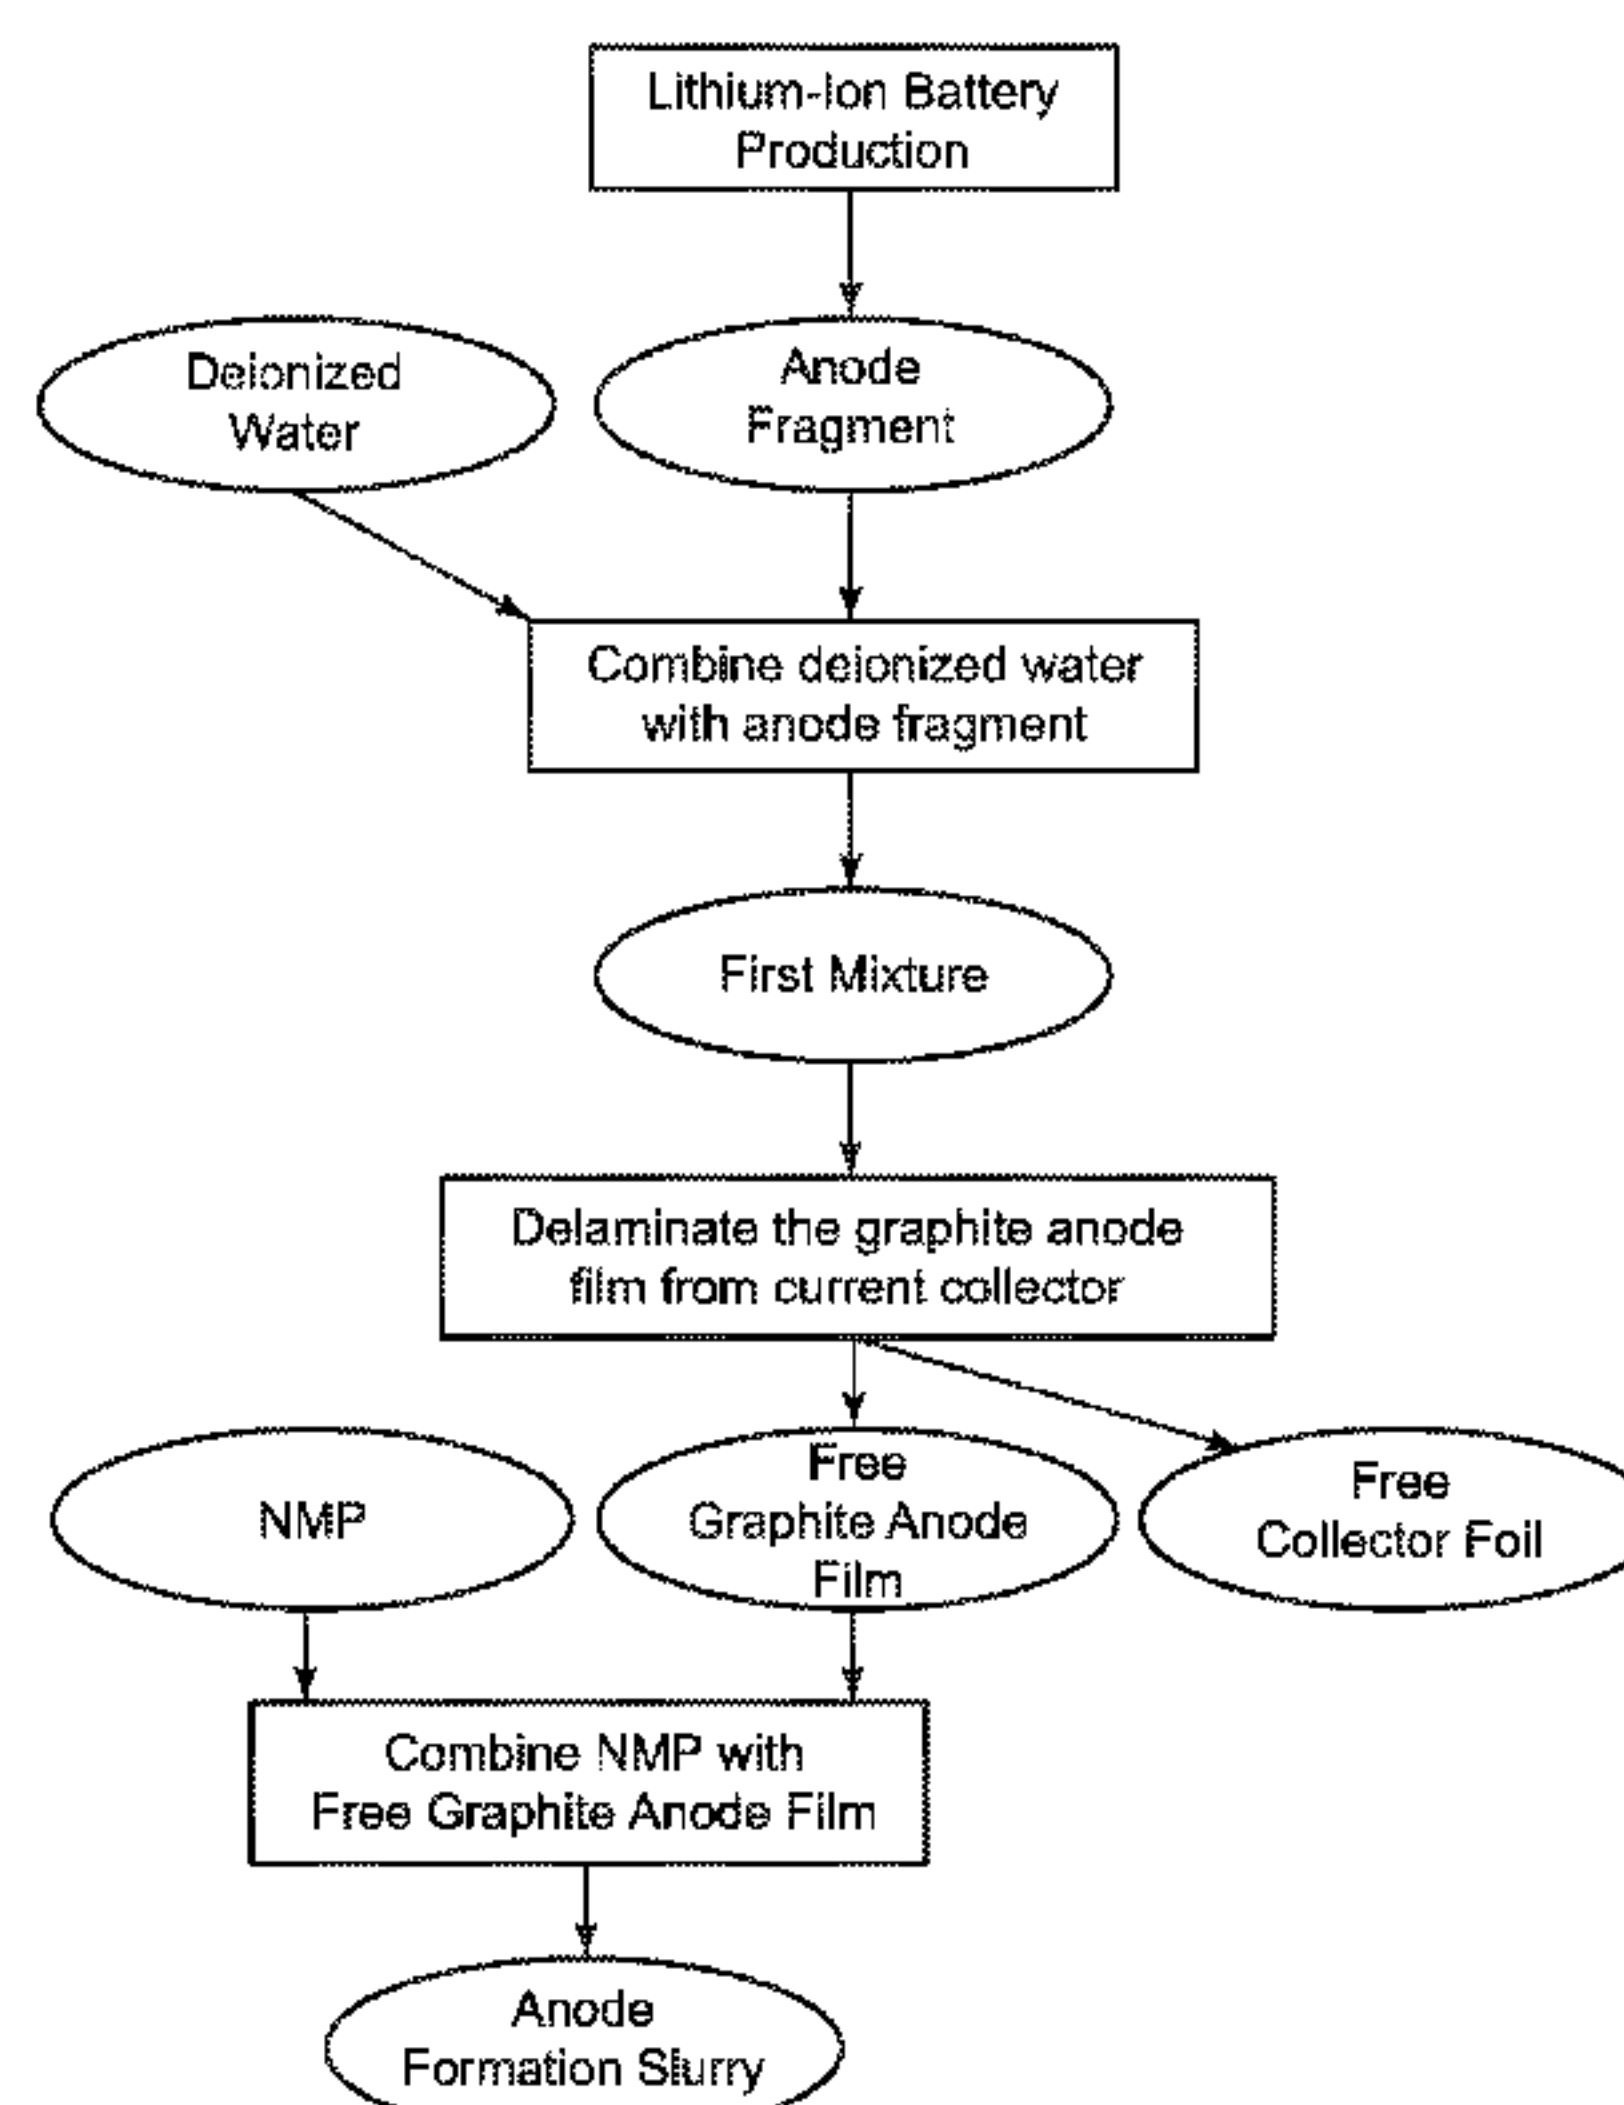 Lithium-Ion Battery
Production
Deionized
Water
Anode
Fragment
Combine deionized water
with anode fragment
First Mixture
Delaminate the graphite anode
film from current collector
NMP
Free
Graphite Anode
Film
Free
Collector Foil
Combine NMP with
Free Graphite Anode Film
Anode
Formation Slurry